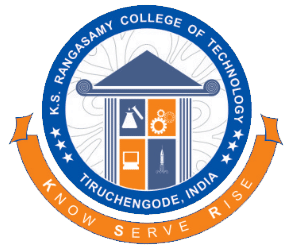 K.S. RANGASAMY COLLEGE OF TECHNOLOGY
TIRUCHENGODE, INDIA
KNOW SERVE RISE